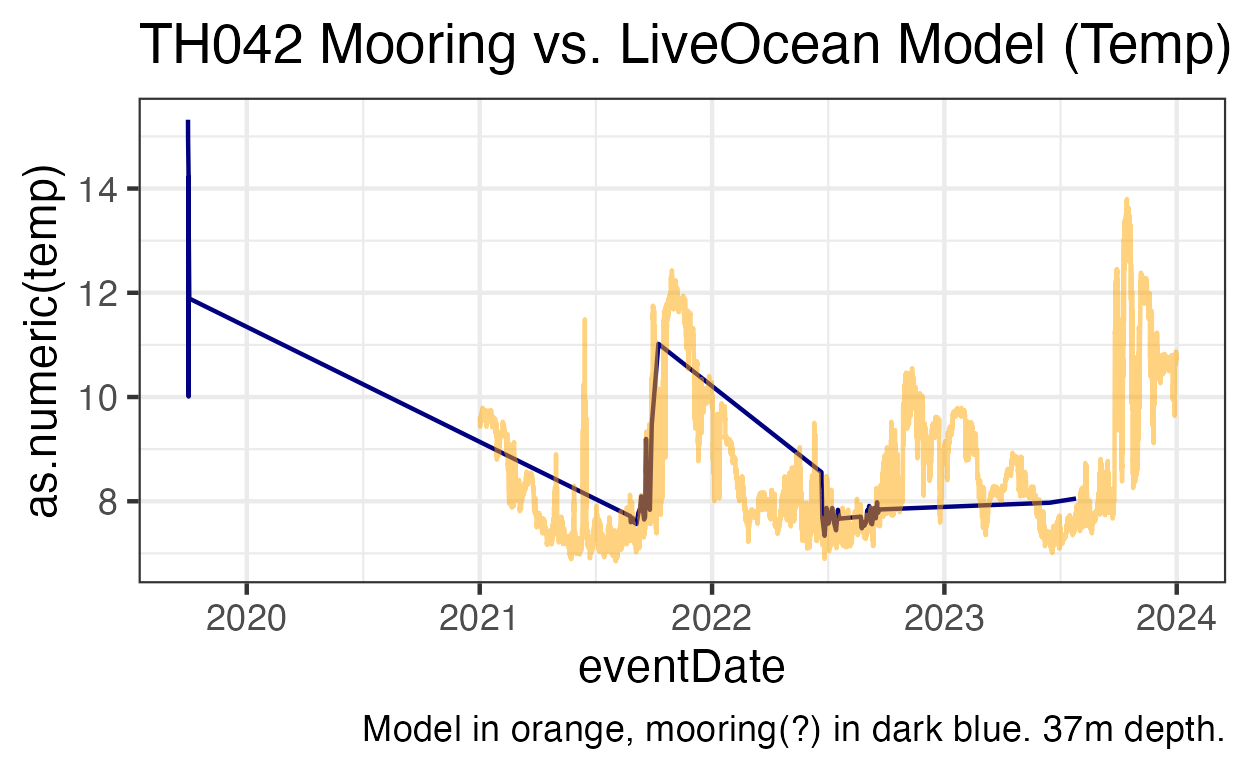 TH042 Mooring vs. LiveOcean Model (Temp)
as.numeric(temp)
14
12
10
8
2020 2021 2022 2023 2024
eventDate
Model in orange, mooring(?) in dark blue. 37m depth.